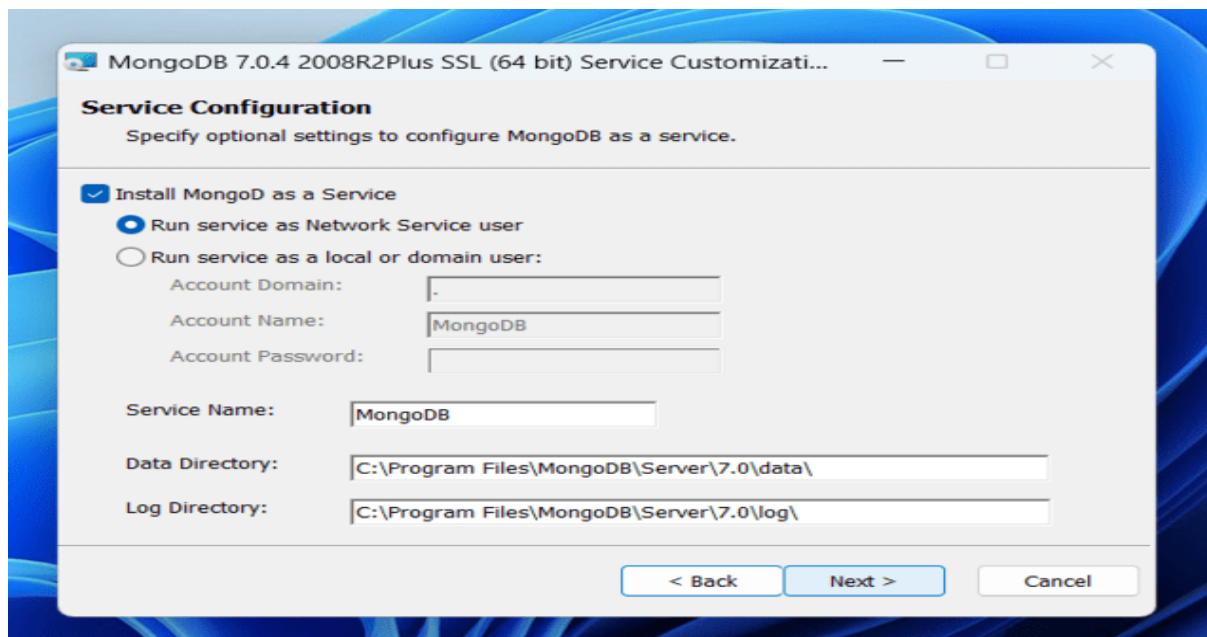 MongoDB 7.0.4 2008R2Plus SSL (64 bit) Service Customizati...
Service Configuration
Specify optional settings to configure MongoDB as a service.
Install MongoD as a Service
Run service as Network Service user
Run service as a local or domain user:
Account Domain: .
Account Name: MongoDB
Account Password:
Service Name: MongoDB
Data Directory: C:\Program Files\MongoDB\Server\7.0\data\
Log Directory: C:\Program Files\MongoDB\Server\7.0\log\
< Back Next > Cancel